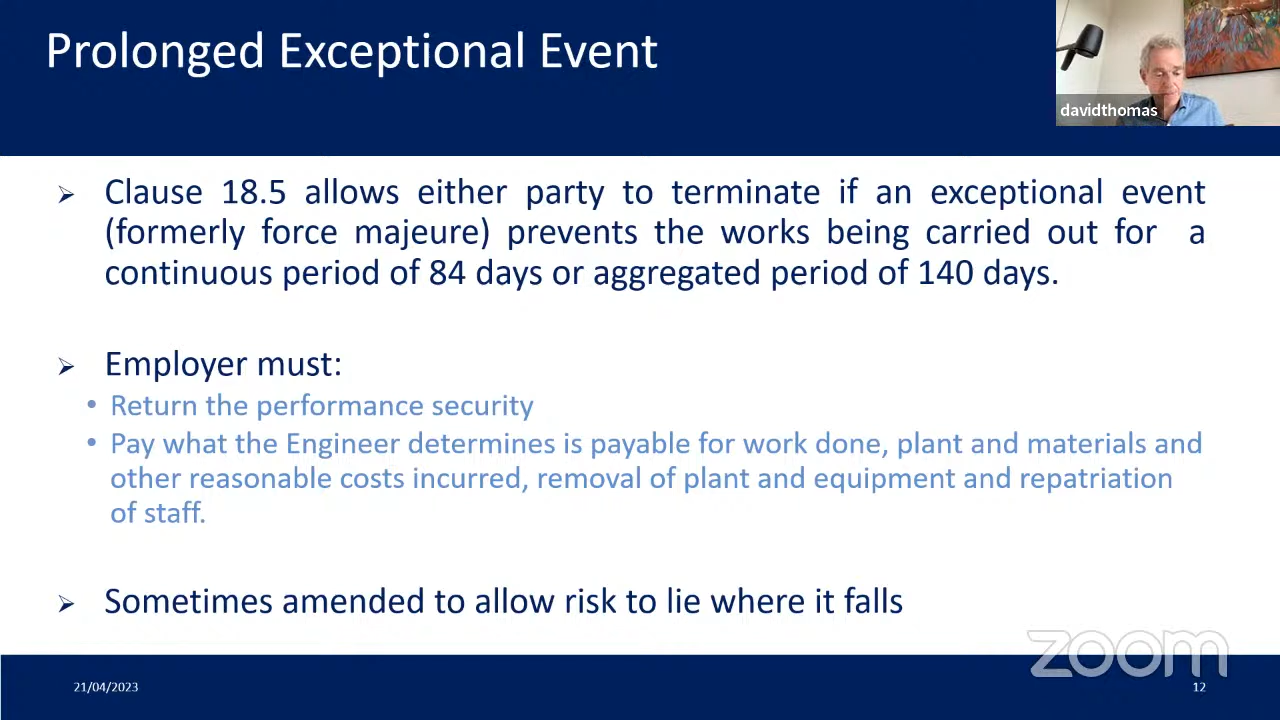 Prolonged Exceptional Event
davidthomas
➢ Clause 18.5 allows either party to terminate if an exceptional event
(formerly force majeure) prevents the works being carried out for a
continuous period of 84 days or aggregated period of 140 days.
➢ Employer must:
• Return the performance security
• Pay what the Engineer determines is payable for work done, plant and materials and
other reasonable costs incurred, removal of plant and equipment and repatriation
of staff.
➢ Sometimes amended to allow risk to lie where it falls
zoom
21/04/2023
12